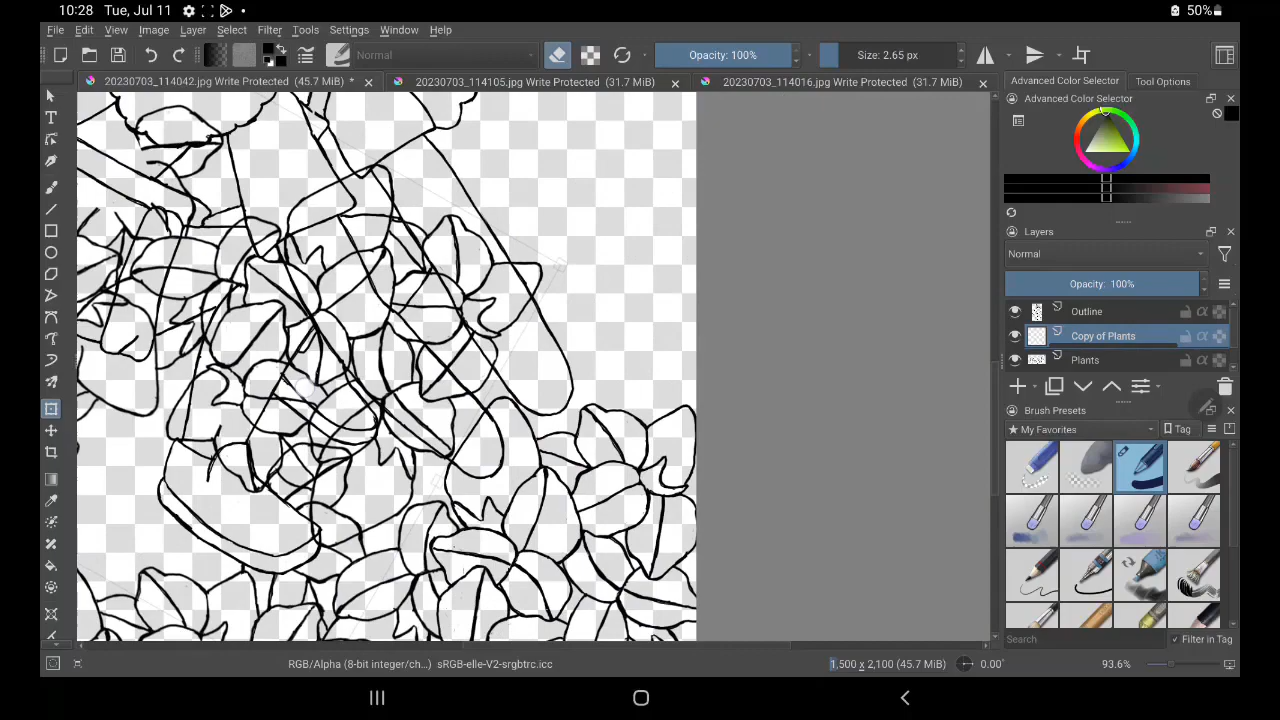 10:28 Tue, Jul 11 50%
File Edit View Image Layer Select Filter Tools Settings Window Help
Normal Opacity: 100% Size: 2.65 px
20230703_114042.jpg Write Protected (45.7 MiB) * 20230703_114105.jpg Write Protected (31.7 MiB) 20230703_114016.jpg Write Protected (31.7 MiB)
Advanced Color Selector Tool Options
Advanced Color Selector
Layers
Normal
Opacity: 100%
Outline
Copy of Plants
Plants
Brush Presets
My Favorites Tag
Search Filter in Tag
RGB/Alpha (8-bit integer/ch...) sRGB-elle-V2-srgbtrc.icc 1,500 x 2,100 (45.7 MiB) 0.00° 93.6%